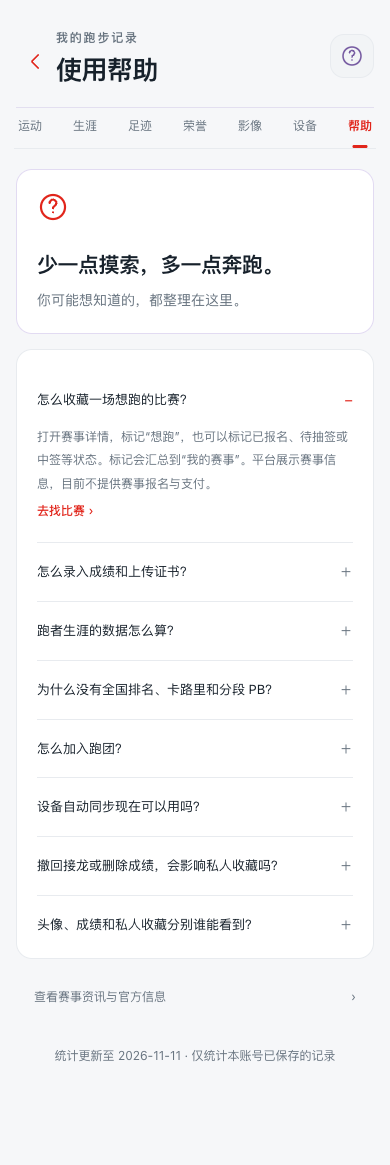 我的跑步记录
使用帮助
运动 生涯 足迹 荣誉 影像 设备 帮助
少一点摸索，多一点奔跑。
你可能想知道的，都整理在这里。
怎么收藏一场想跑的比赛？
打开赛事详情，标记“想跑”，也可以标记已报名、待抽签或
中签等状态。标记会汇总到“我的赛事”。平台展示赛事信
息，目前不提供赛事报名与支付。
去找比赛 ›
怎么录入成绩和上传证书？
跑者生涯的数据怎么算？
为什么没有全国排名、卡路里和分段 PB？
怎么加入跑团？
设备自动同步现在可以用吗？
撤回接龙或删除成绩，会影响私人收藏吗？
头像、成绩和私人收藏分别谁能看到？
查看赛事资讯与官方信息 ›
统计更新至 2026-11-11 · 仅统计本账号已保存的记录